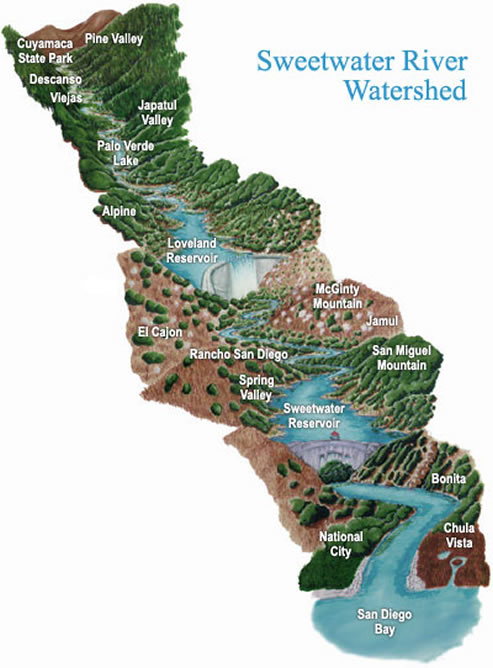 Sweetwater River
Watershed
Cuyamaca
State Park
Pine Valley
Descanso
Viejas
Japatul
Valley
Palo Verde
Lake
Alpine
Loveland
Reservoir
McGinty
Mountain
Jamul
El Cajon
Rancho San Diego
San Miguel
Mountain
Spring
Valley
Sweetwater
Reservoir
Bonita
National
City
Chula
Vista
San Diego
Bay